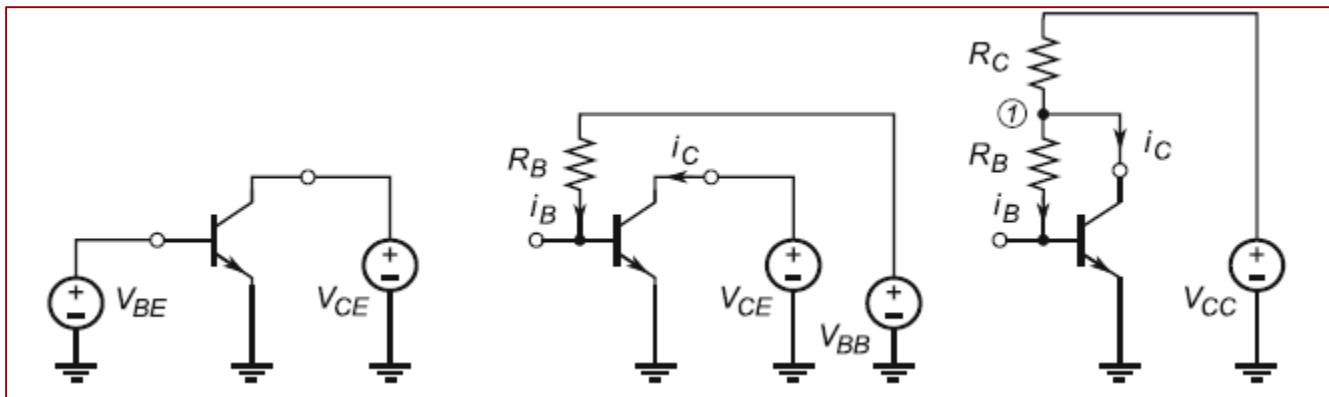 V_BE
V_CE
R_B
i_B
i_C
V_CE
V_BB
R_C
①
R_B
i_B
i_C
V_CC